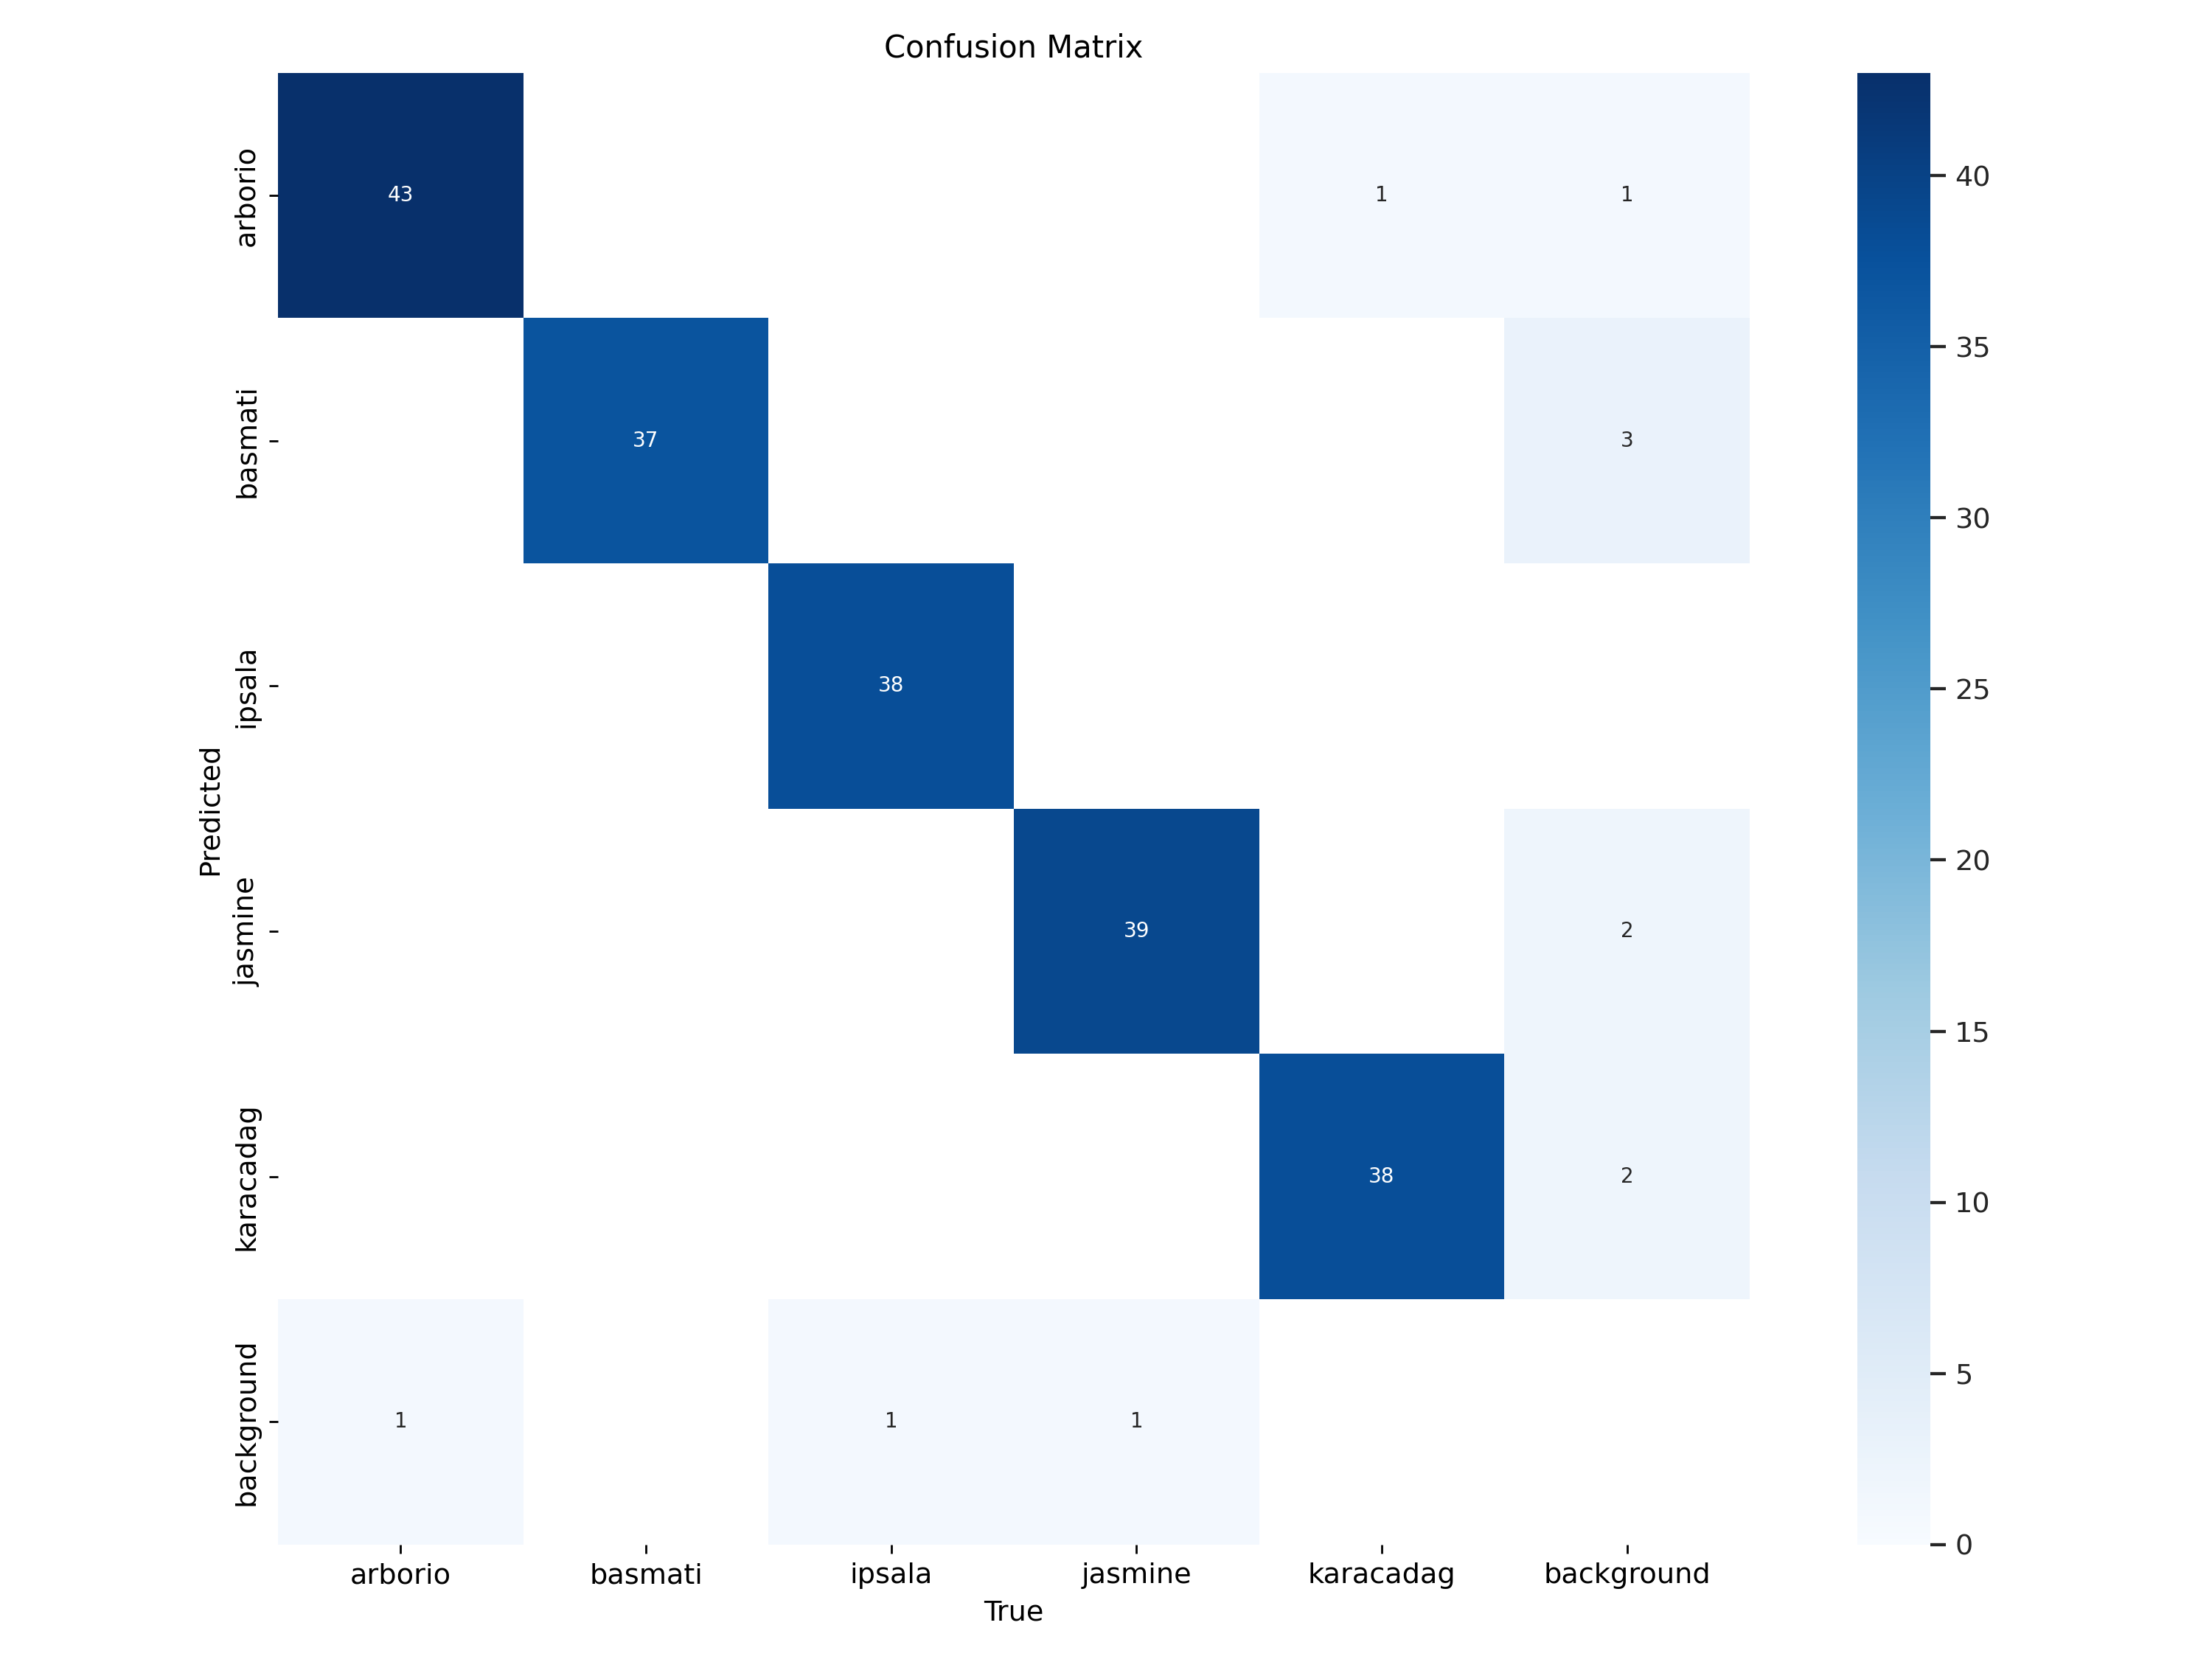 Confusion Matrix
arborio
43
1
1
40
basmati
37
3
35
30
ipsala
38
25
Predicted
20
jasmine
39
2
15
karacadag
38
2
10
background
1
1
1
5
0
arborio basmati ipsala jasmine karacadag background
True